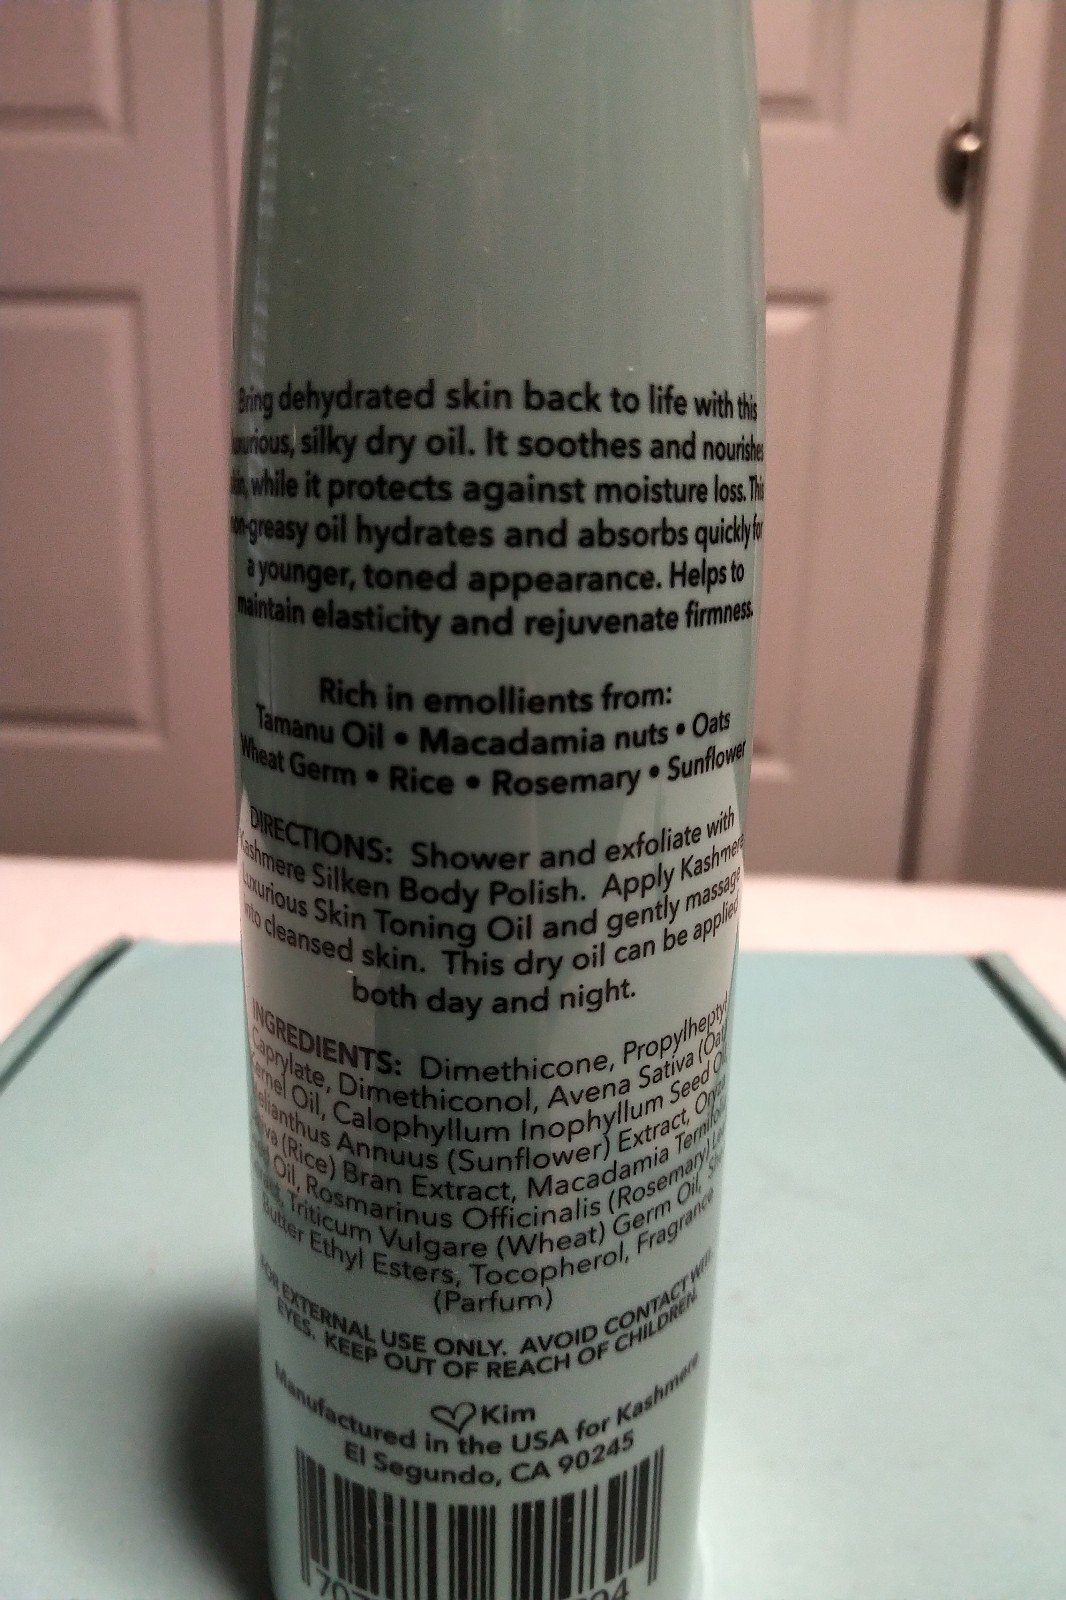 Bring dehydrated skin back to life with this
silky dry oil. It soothes and nourishes
while it protects against moisture loss. This
oil hydrates and absorbs quickly for
a younger, toned appearance. Helps to
maintain elasticity and rejuvenate firmness.
Rich in emollients from:
Tamanu Oil • Macadamia nuts • Oats
Wheat Germ • Rice • Rosemary • Sunflower
DIRECTIONS: Shower and exfoliate with
Kashmere Silken Body Polish. Apply Kashmere
Luxurious Skin Toning Oil and gently massage
into cleansed skin. This dry oil can be applied
both day and night.
INGREDIENTS: Dimethicone, Propylheptyl
Caprylate, Dimethiconol, Avena Sativa (Oat)
Kernel Oil, Calophyllum Inophyllum Seed Oil,
Helianthus Annuus (Sunflower) Extract, Oryza
(Rice) Bran Extract, Macadamia Ternifolia
Oil, Rosmarinus Officinalis (Rosemary)
Triticum Vulgare (Wheat) Germ Oil,
Butter Ethyl Esters, Tocopherol, Fragrance
(Parfum)
FOR EXTERNAL USE ONLY. AVOID CONTACT WITH
EYES. KEEP OUT OF REACH OF CHILDREN.
♡Kim
Manufactured in the USA for Kashmere
El Segundo, CA 90245